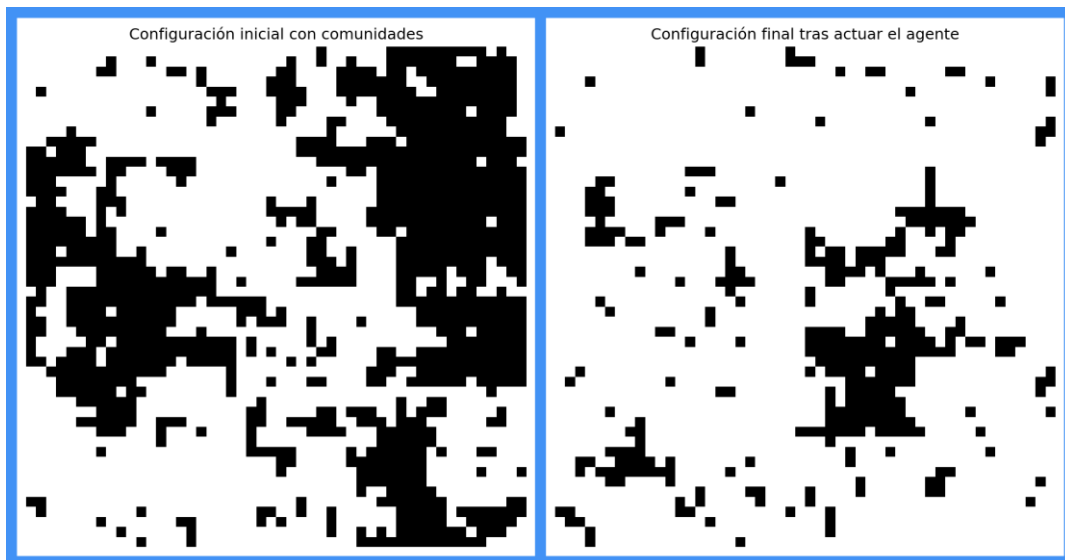 Configuración inicial con comunidades
Configuración final tras actuar el agente